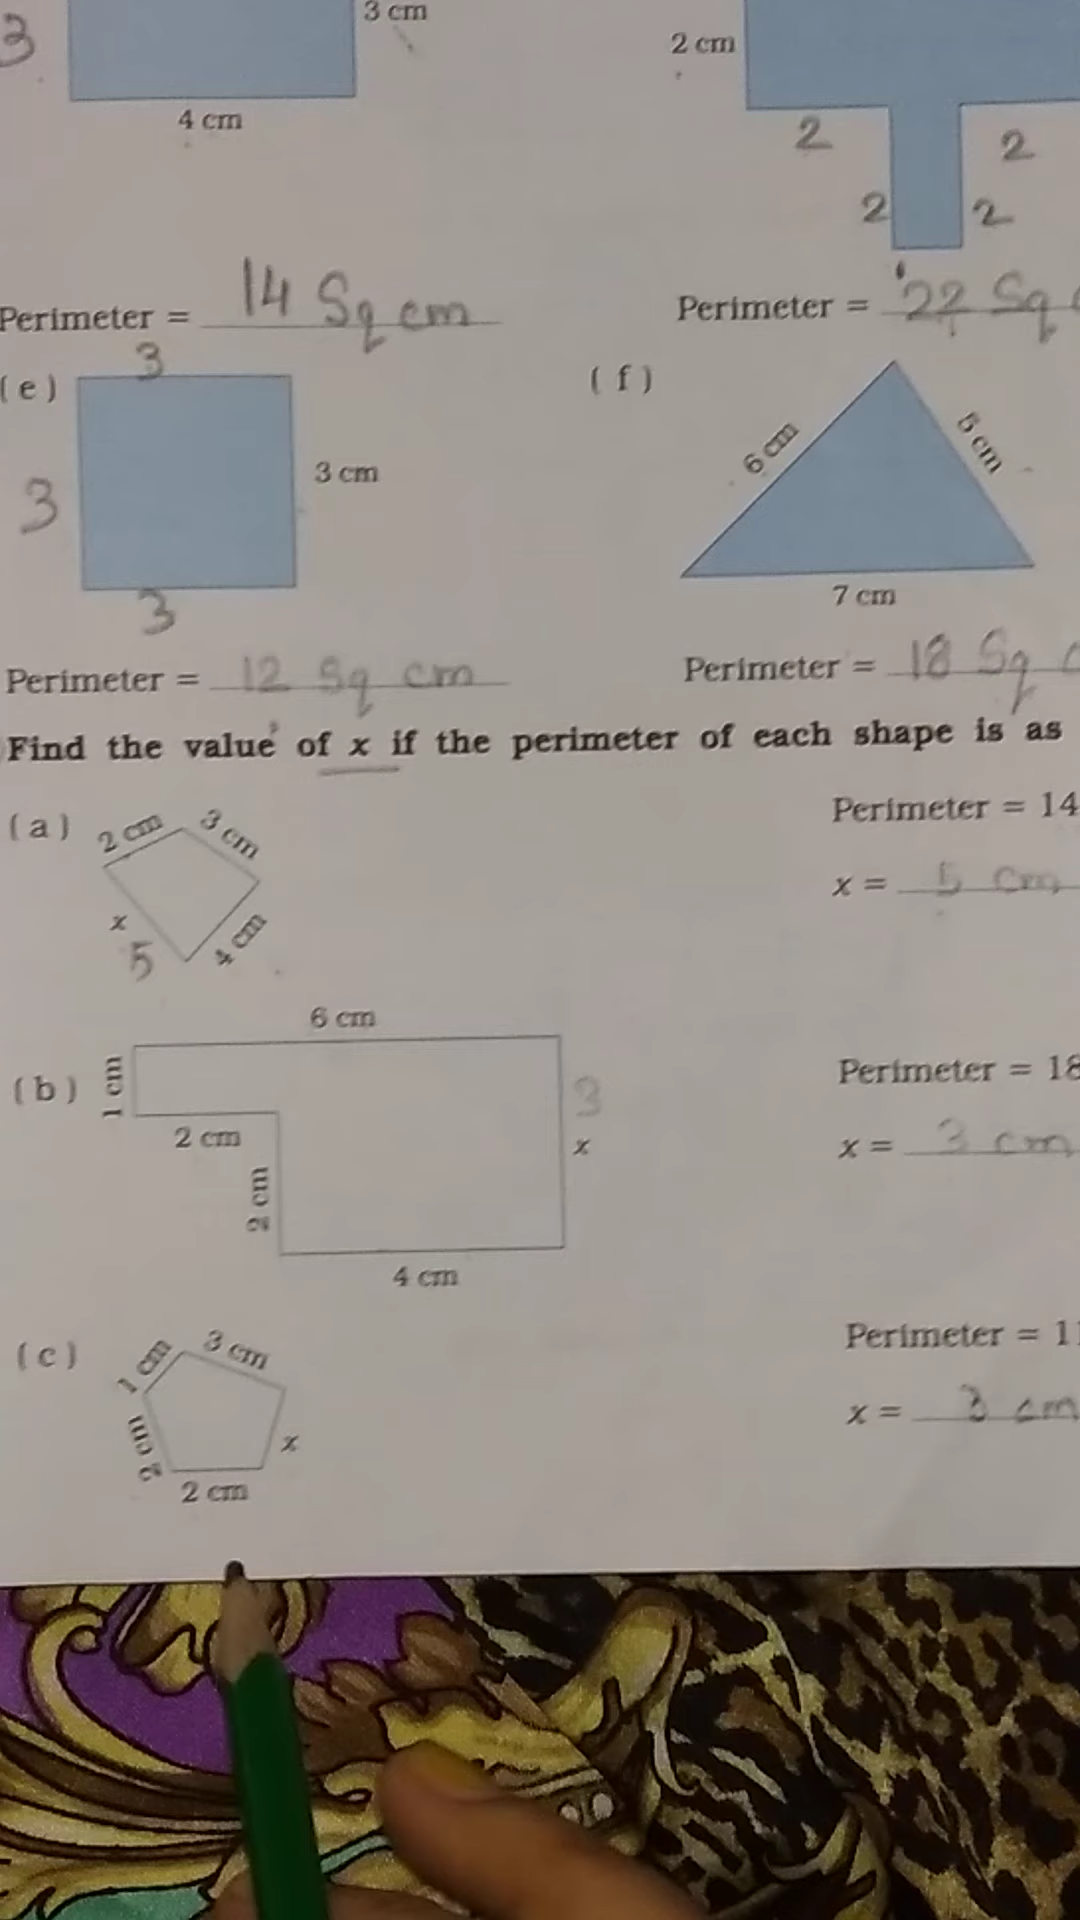 3
3 cm
4 cm
2 cm
2
2
2
2
Perimeter = 14 Sq cm
Perimeter = 22 Sq
(e)
3
3
3 cm
3
Perimeter = 12 Sq cm
(f)
6 cm
5 cm
7 cm
Perimeter = 18 Sq
Find the value of x if the perimeter of each shape is as
(a)
2 cm
3 cm
x
5
4 cm
Perimeter = 14
x = 5 cm
(b)
6 cm
1 cm
2 cm
2 cm
3
x
4 cm
Perimeter = 18
x = 3 cm
(c)
1 cm
3 cm
2 cm
x
2 cm
Perimeter = 11
x = 3 cm